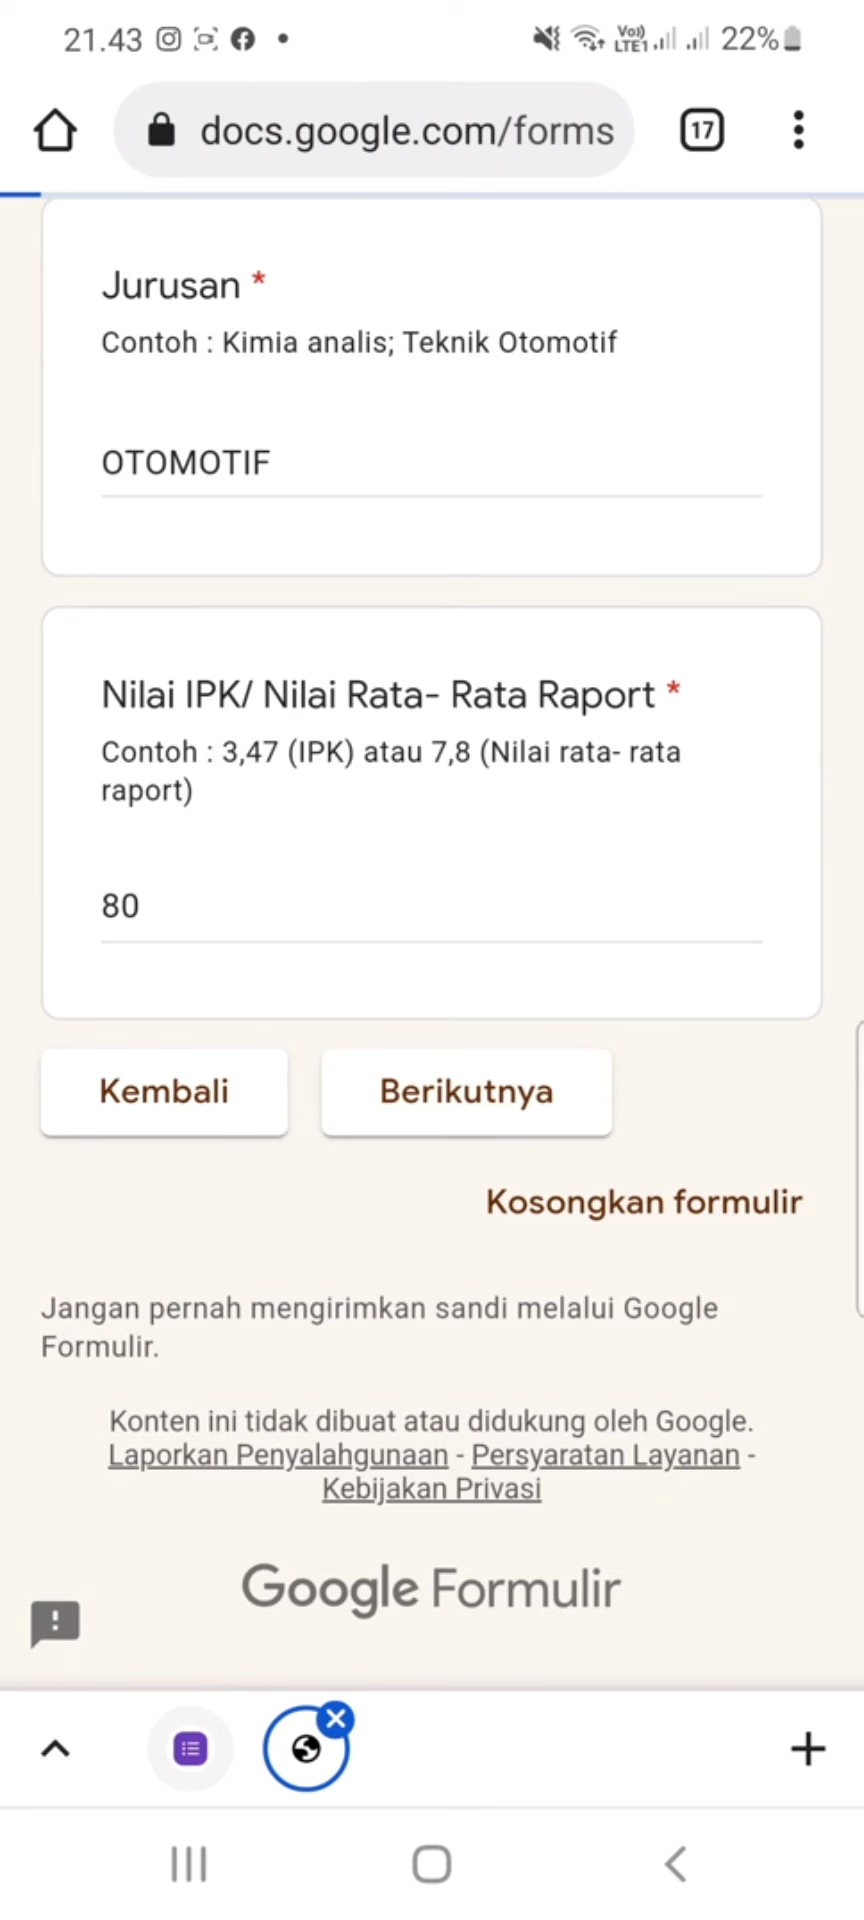 21.43 Vo)) LTE1 22%
docs.google.com/forms 17
Jurusan *
Contoh : Kimia analis; Teknik Otomotif
OTOMOTIF
Nilai IPK/ Nilai Rata- Rata Raport *
Contoh : 3,47 (IPK) atau 7,8 (Nilai rata- rata
raport)
80
Kembali Berikutnya
Kosongkan formulir
Jangan pernah mengirimkan sandi melalui Google
Formulir.
Konten ini tidak dibuat atau didukung oleh Google.
Laporkan Penyalahgunaan - Persyaratan Layanan -
Kebijakan Privasi
Google Formulir